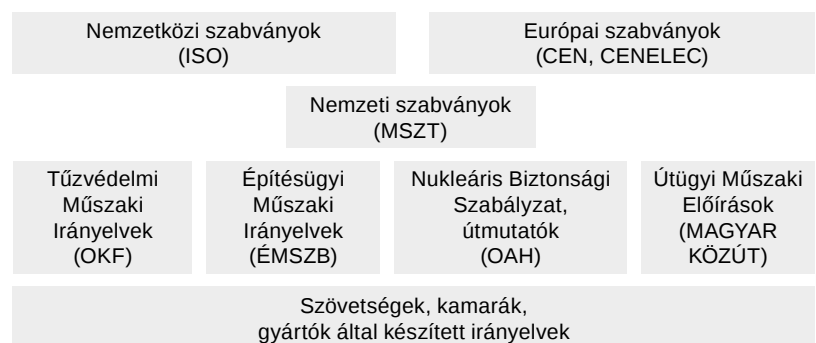 Nemzetközi szabványok
(ISO)
Európai szabványok
(CEN, CENELEC)
Nemzeti szabványok
(MSZT)
Tűzvédelmi
Műszaki
Irányelvek
(OKF)
Építésügyi
Műszaki
Irányelvek
(ÉMSZB)
Nukleáris Biztonsági
Szabályzat,
útmutatók
(OAH)
Útügyi Műszaki
Előírások
(MAGYAR
KÖZÚT)
Szövetségek, kamarák,
gyártók által készített irányelvek